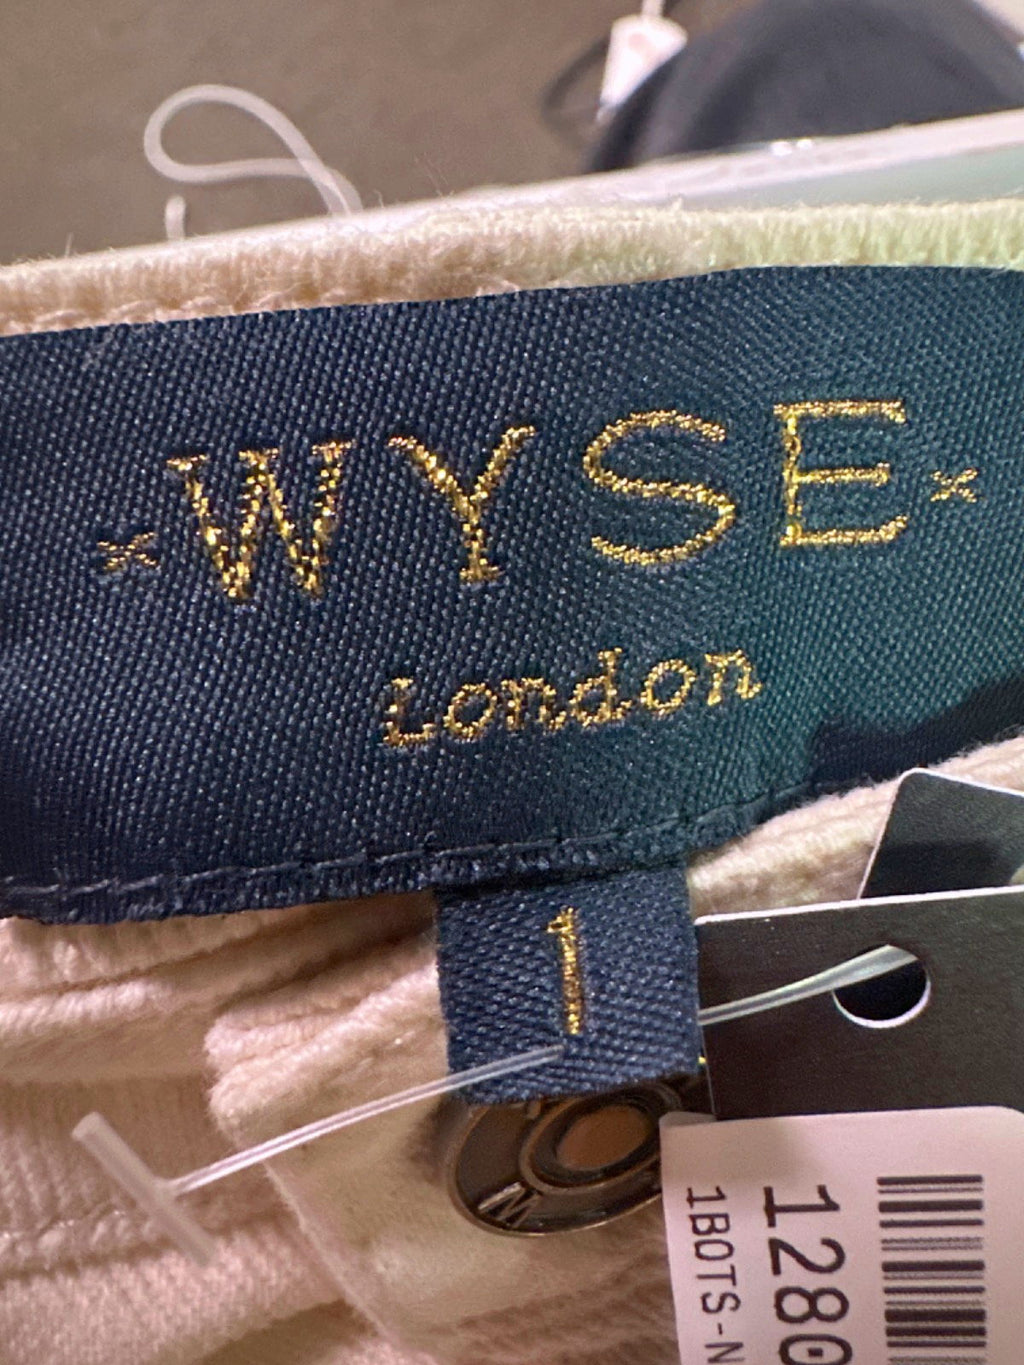 ×WYSE×
London
1
W
1280
1BOTS-N